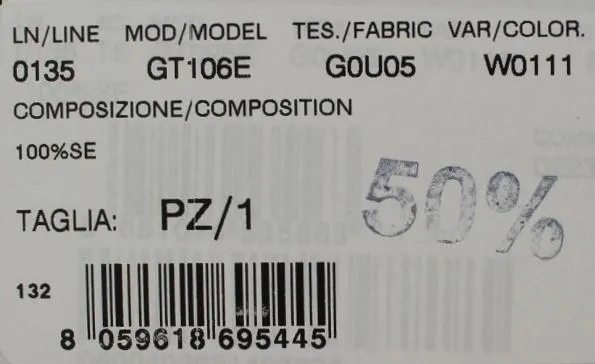 LN/LINE MOD/MODEL TES./FABRIC VAR/COLOR.
0135 GT106E G0U05 W0111
COMPOSIZIONE/COMPOSITION
100%SE
TAGLIA: PZ/1
50%
132
8 059618 695445